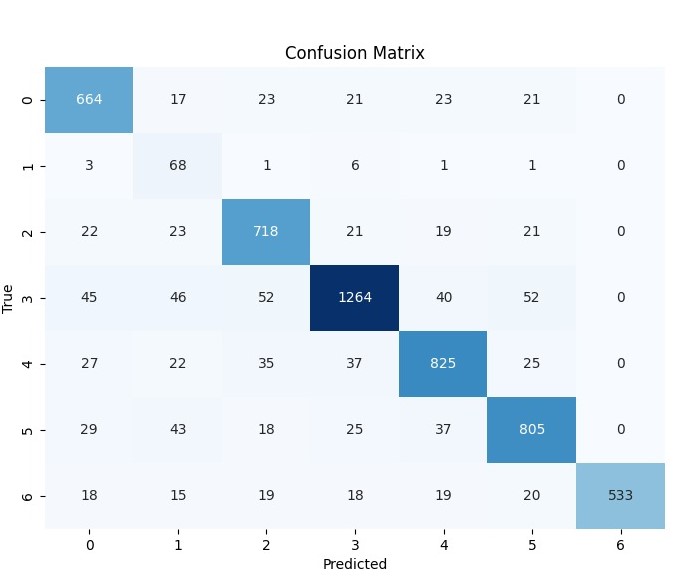 Confusion Matrix
0 664 17 23 21 23 21 0
1 3 68 1 6 1 1 0
2 22 23 718 21 19 21 0
3 45 46 52 1264 40 52 0
True
4 27 22 35 37 825 25 0
5 29 43 18 25 37 805 0
6 18 15 19 18 19 20 533
0 1 2 3 4 5 6
Predicted